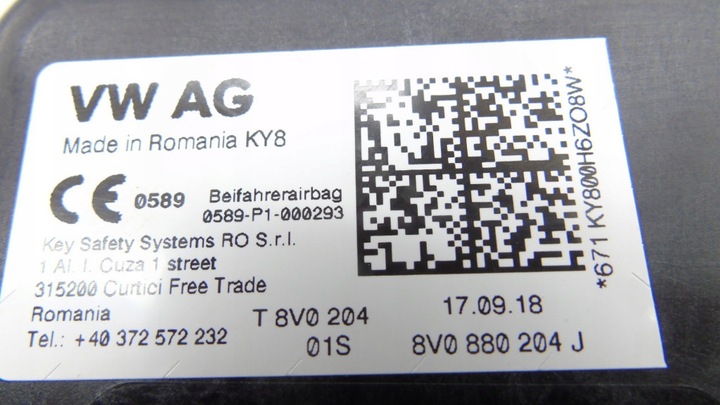 VW AG
Made in Romania KY8
CE 0589 Beifahrerairbag
0589-P1-000293
Key Safety Systems RO S.r.l.
1 Al. I. Cuza 1 street
315200 Curtici Free Trade
Romania
Tel.: +40 372 572 232
T 8V0 204
01S
17.09.18
8V0 880 204 J
*671KY800H6ZO8W*